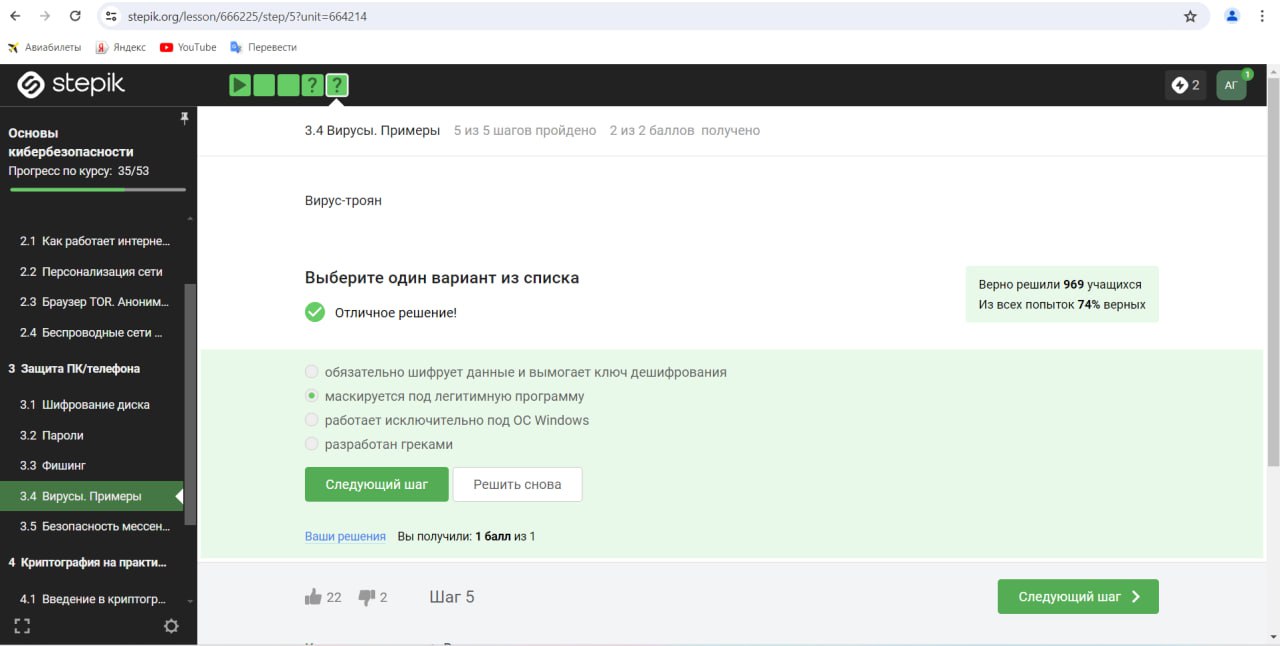 stepik.org/lesson/666225/step/5?unit=664214
Авиабилеты Яндекс YouTube Перевести
stepik
? ?
2 АГ 1
Основы
кибербезопасности
Прогресс по курсу: 35/53
2.1 Как работает интерне...
2.2 Персонализация сети
2.3 Браузер TOR. Аноним...
2.4 Беспроводные сети ...
3 Защита ПК/телефона
3.1 Шифрование диска
3.2 Пароли
3.3 Фишинг
3.4 Вирусы. Примеры
3.5 Безопасность мессен...
4 Криптография на практи...
4.1 Введение в криптогр...
3.4 Вирусы. Примеры 5 из 5 шагов пройдено 2 из 2 баллов получено
Вирус-троян
Выберите один вариант из списка
Отличное решение!
Верно решили 969 учащихся
Из всех попыток 74% верных
обязательно шифрует данные и вымогает ключ дешифрования
маскируется под легитимную программу
работает исключительно под ОС Windows
разработан греками
Следующий шаг Решить снова
Ваши решения Вы получили: 1 балл из 1
22 2 Шаг 5 Следующий шаг